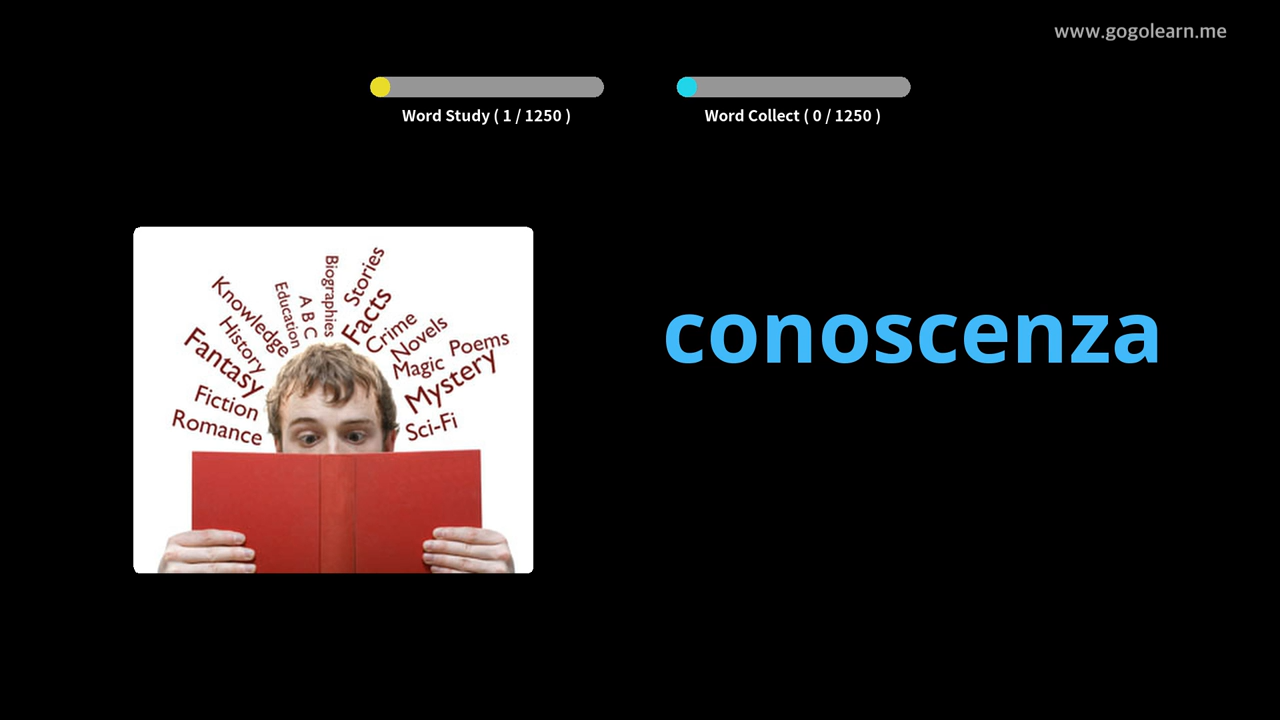 www.gogolearn.me
Word Study ( 1 / 1250 )
Word Collect ( 0 / 1250 )
conoscenza
Stories
Biographies
Facts
A B C
Education
Knowledge
History
Crime
Novels
Poems
Magic
Mystery
Fantasy
Fiction
Sci-Fi
Romance